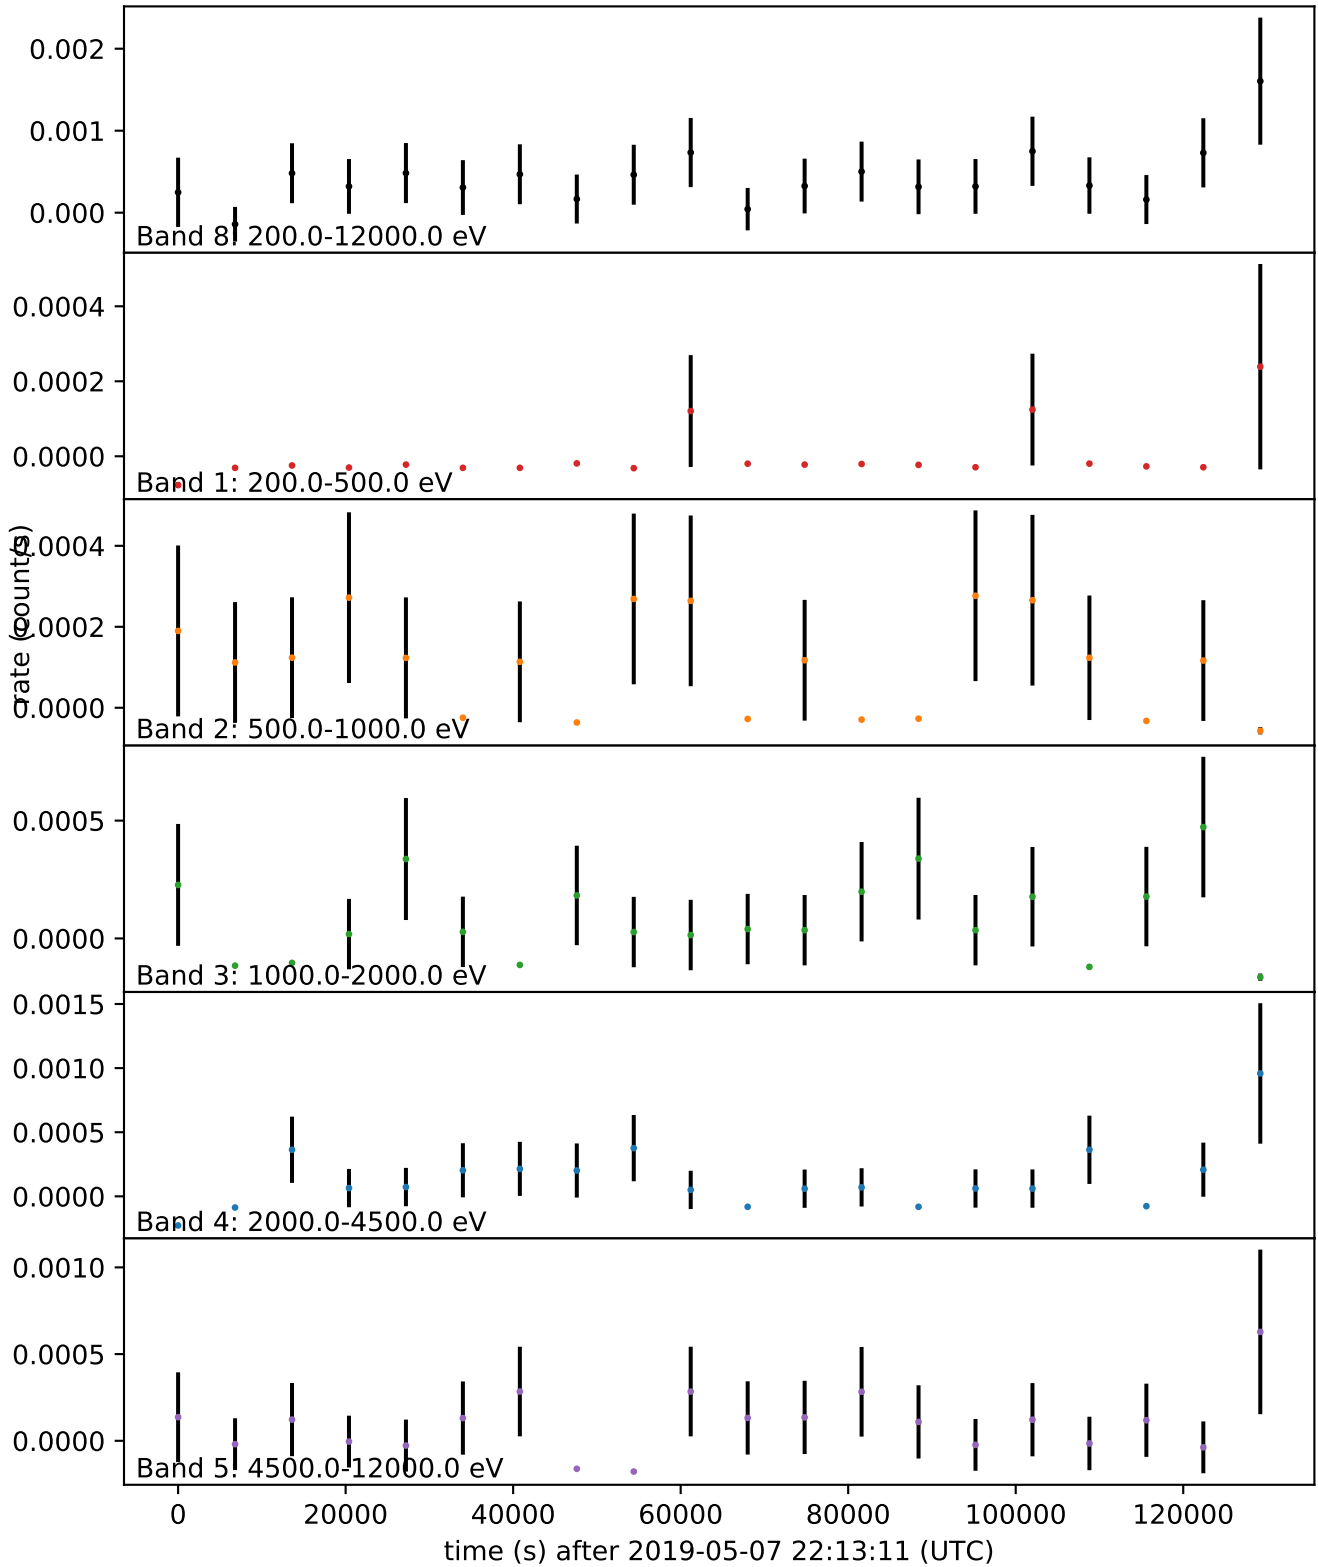 0.002
0.001
0.000
Band 8: 200.0-12000.0 eV
0.0004
0.0002
0.0000
Band 1: 200.0-500.0 eV
rate (count/s)
0.0004
0.0002
0.0000
Band 2: 500.0-1000.0 eV
0.0005
0.0000
Band 3: 1000.0-2000.0 eV
0.0015
0.0010
0.0005
0.0000
Band 4: 2000.0-4500.0 eV
0.0010
0.0005
0.0000
Band 5: 4500.0-12000.0 eV
0 20000 40000 60000 80000 100000 120000
time (s) after 2019-05-07 22:13:11 (UTC)